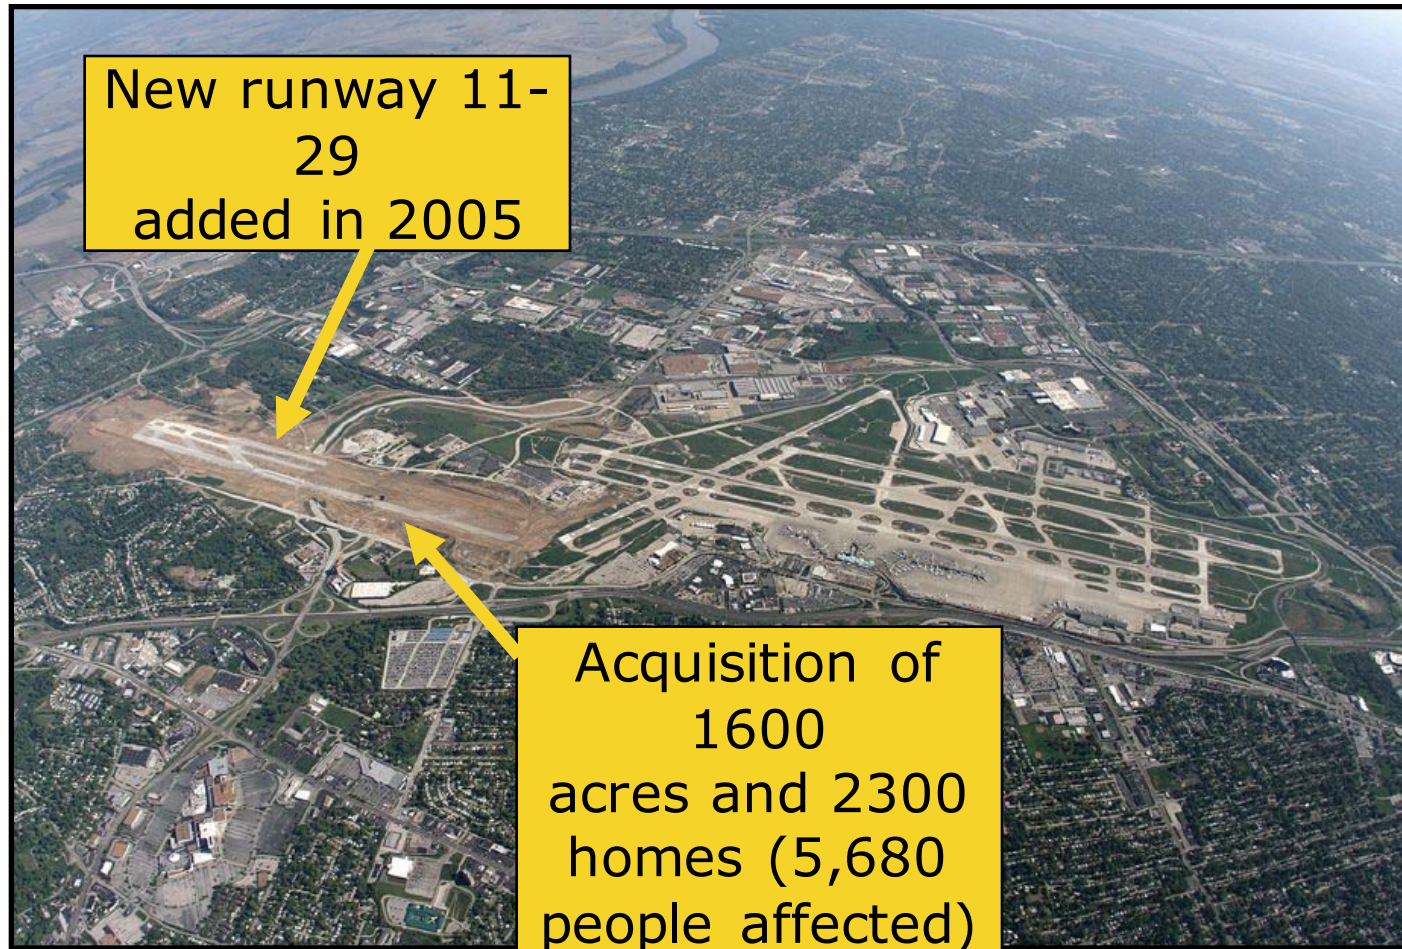 New runway 11-
29
added in 2005
Acquisition of
1600
acres and 2300
homes (5,680
people affected)